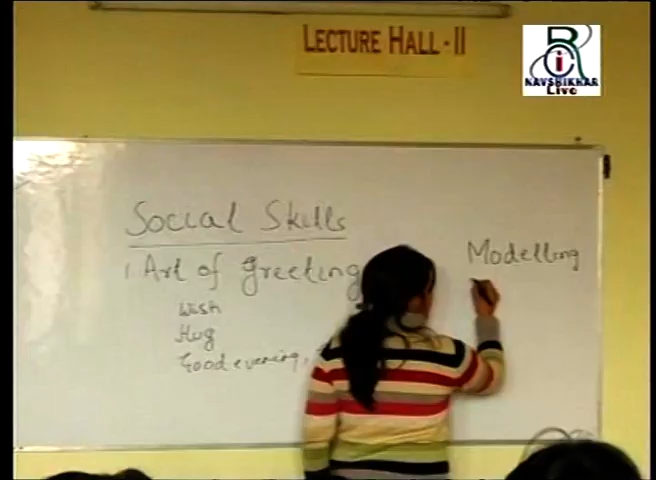 LECTURE HALL - II
R
i
NAVSHIKHAR
Live
Social Skills
1 Art of Greeting
Modelling
Wish
Hug
Good evening,